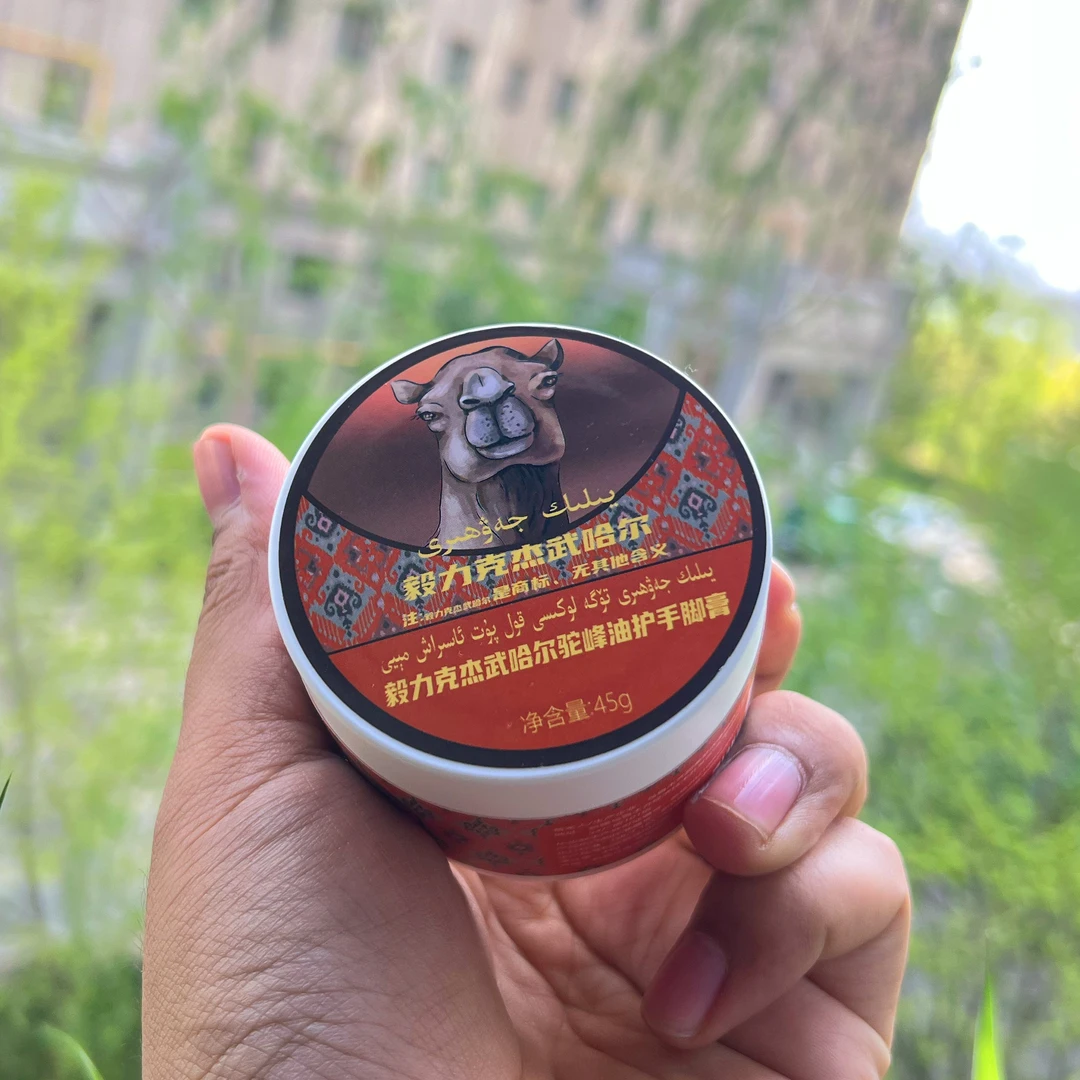 يىلىك جەۋھىرى
毅力克杰武哈尔
注:毅力克杰武哈尔是商标、无其他含义
يىلىك جەۋھىرى تۆگە لوكسى قول پۇت ئاسراش مېيى
毅力克杰武哈尔驼峰油护手脚膏
净含量:45g